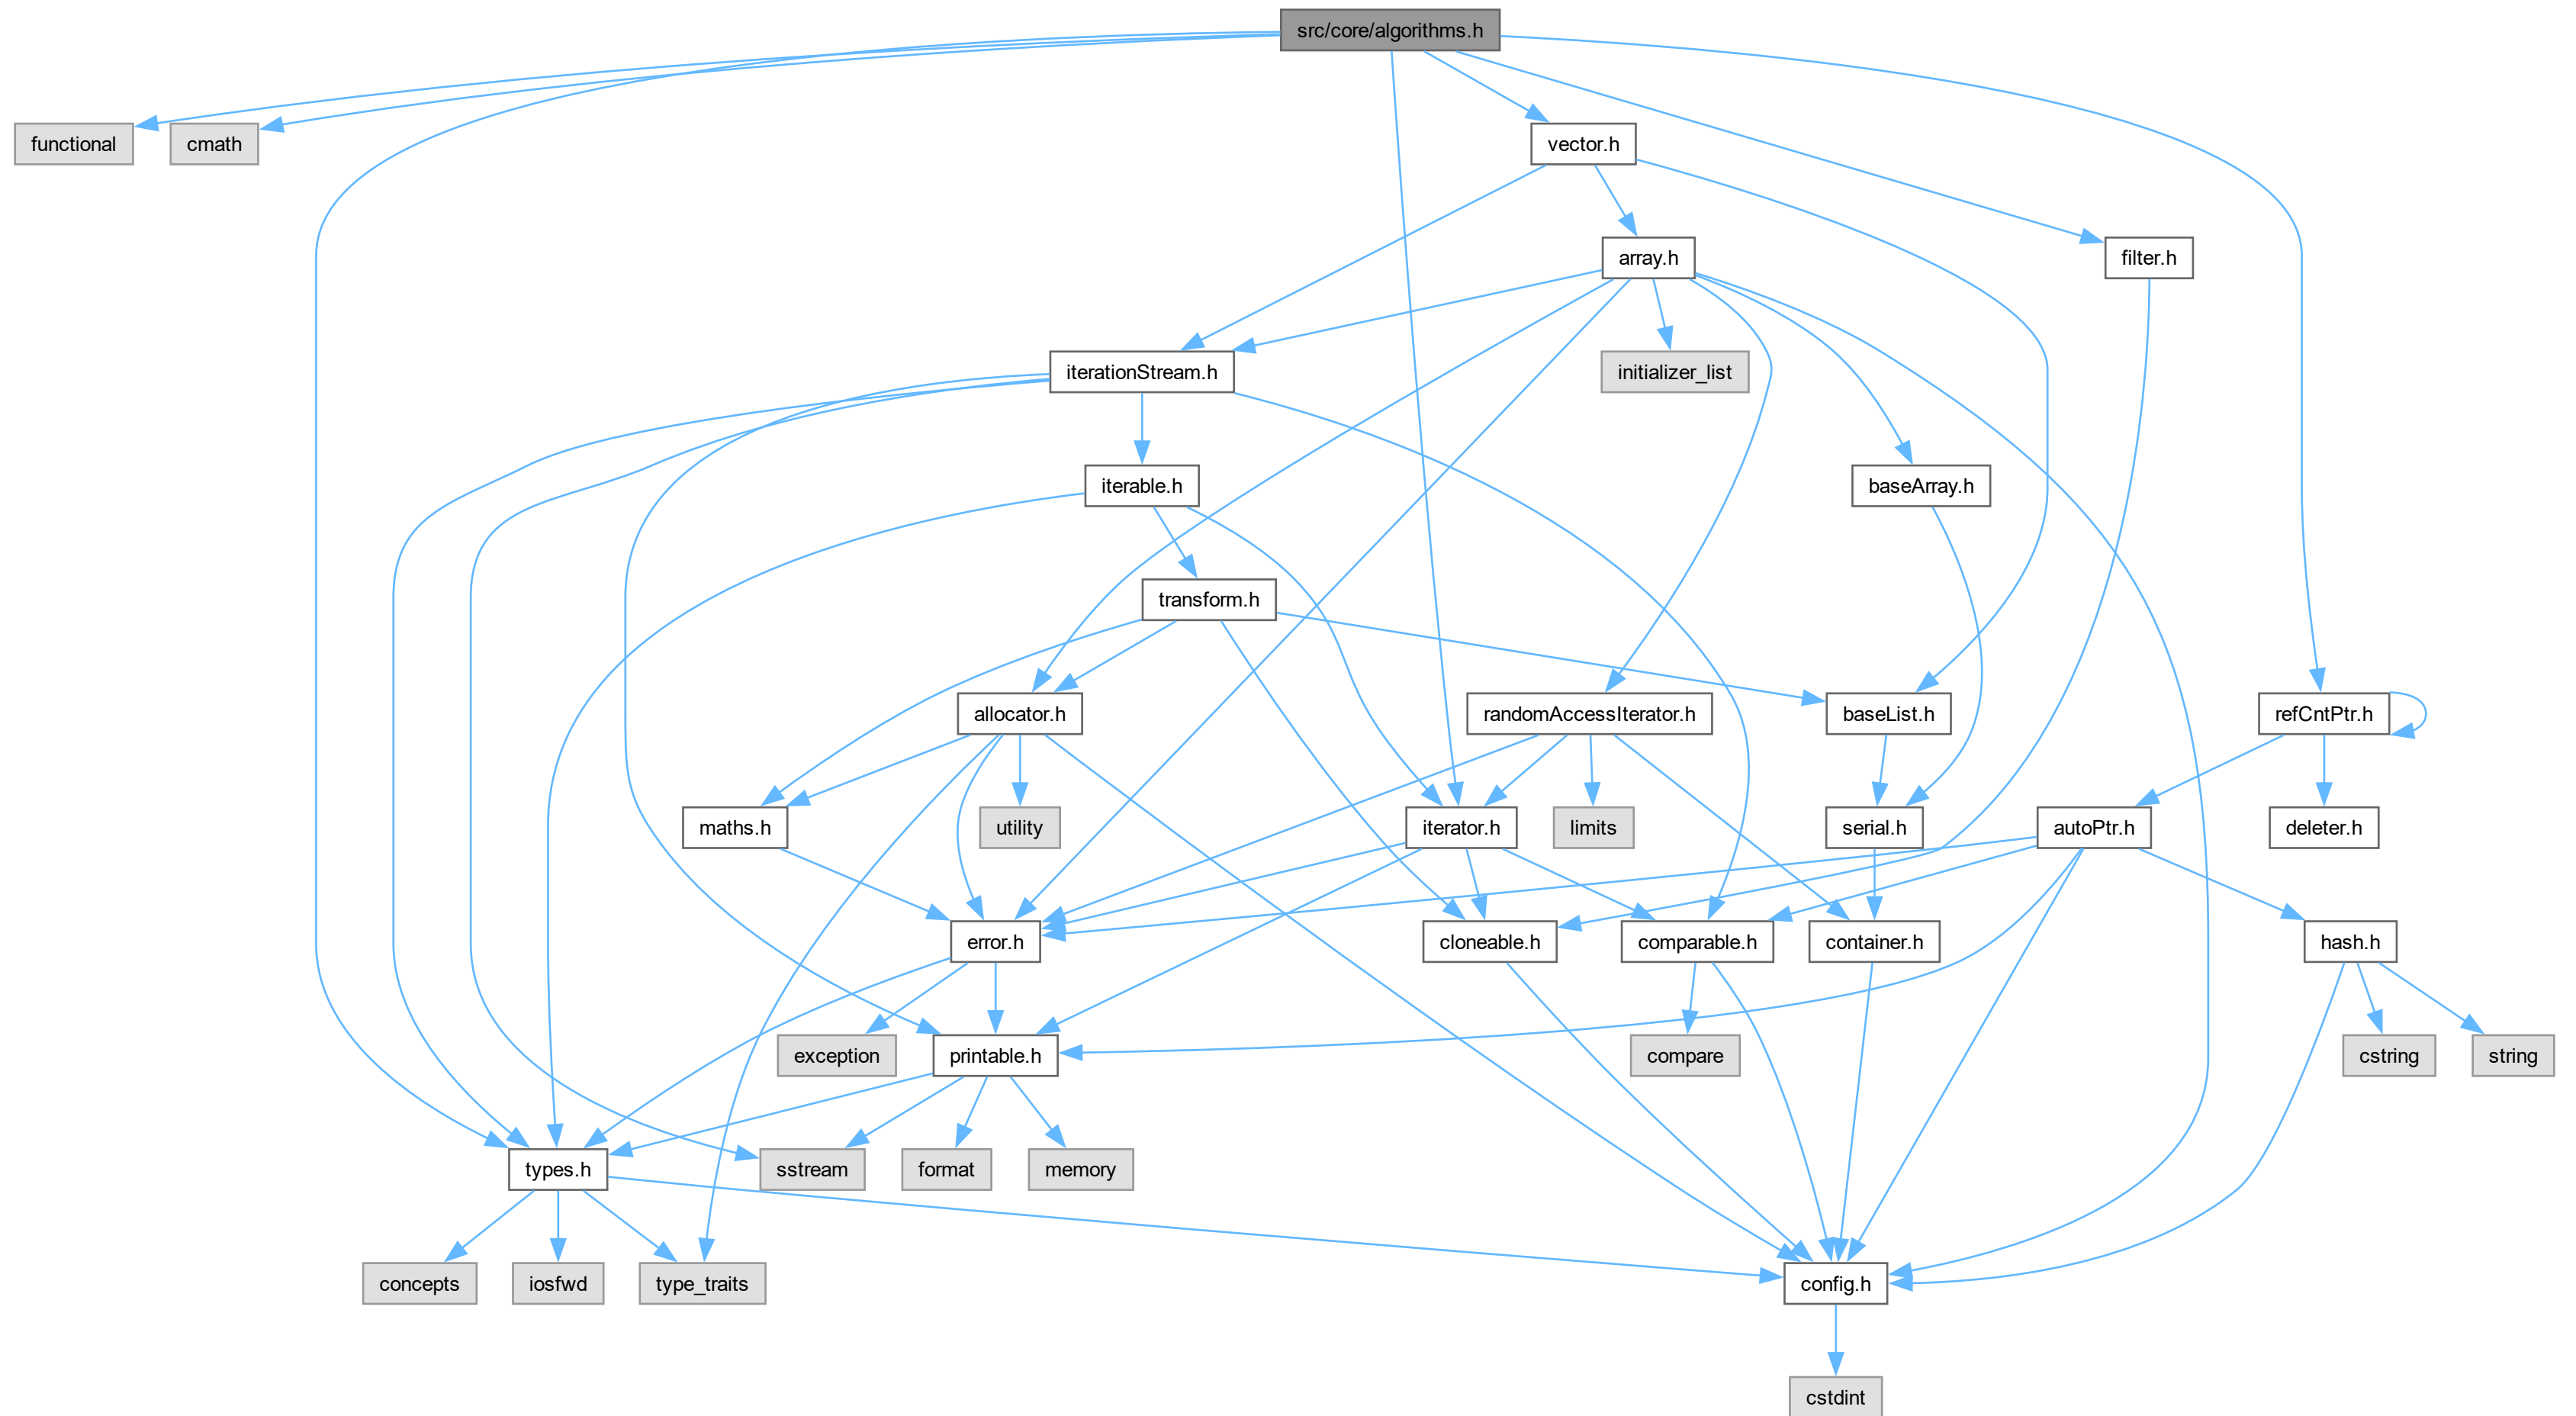 src/core/algorithms.h
functional
cmath
vector.h
array.h
filter.h
iterationStream.h
initializer_list
iterable.h
baseArray.h
transform.h
allocator.h
randomAccessIterator.h
baseList.h
refCntPtr.h
maths.h
utility
iterator.h
limits
serial.h
autoPtr.h
deleter.h
error.h
cloneable.h
comparable.h
container.h
hash.h
exception
printable.h
compare
cstring
string
types.h
sstream
format
memory
concepts
iosfwd
type_traits
config.h
cstdint